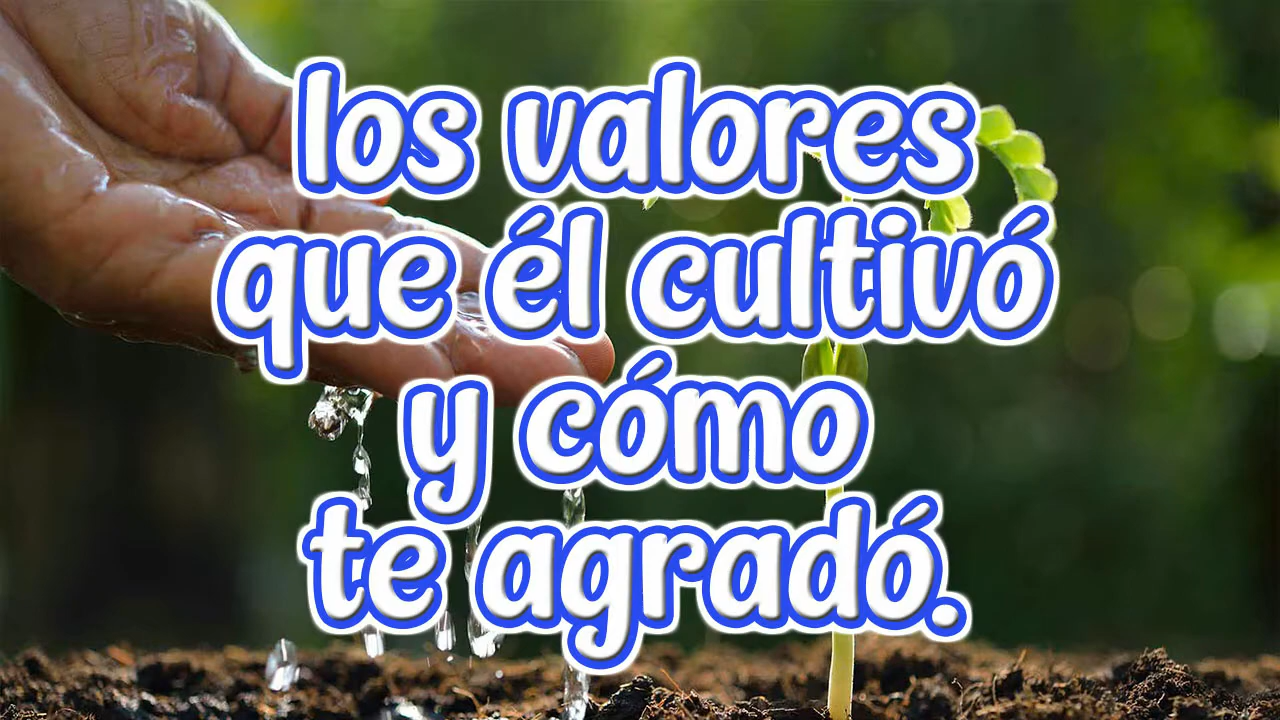 los valores
que él cultivó
y cómo
te agradó.